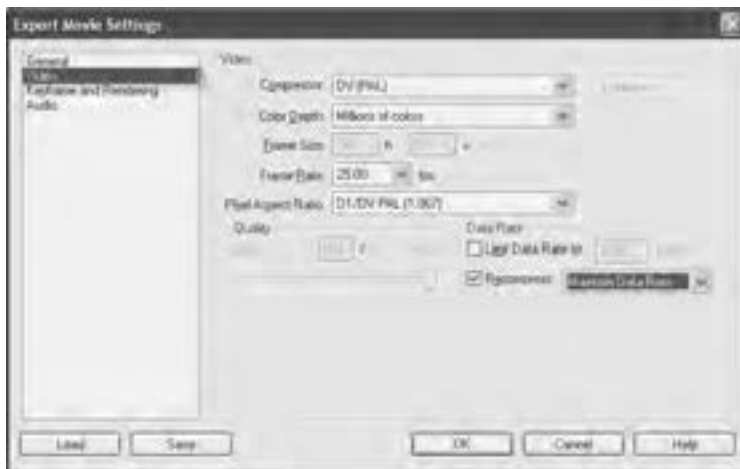 Export Movie Settings
General
Video
Keyframe and Rendering
Audio
Video
Compressor: DV (PAL)
Color Depth: Millions of colors
Frame Size: h v
Frame Rate: 25.00 fps
Pixel Aspect Ratio: D1/DV PAL (1.067)
Quality
Data Rate
Limit Data Rate to
Recompress: Maintain Data Rate
Load
Save
OK
Cancel
Help